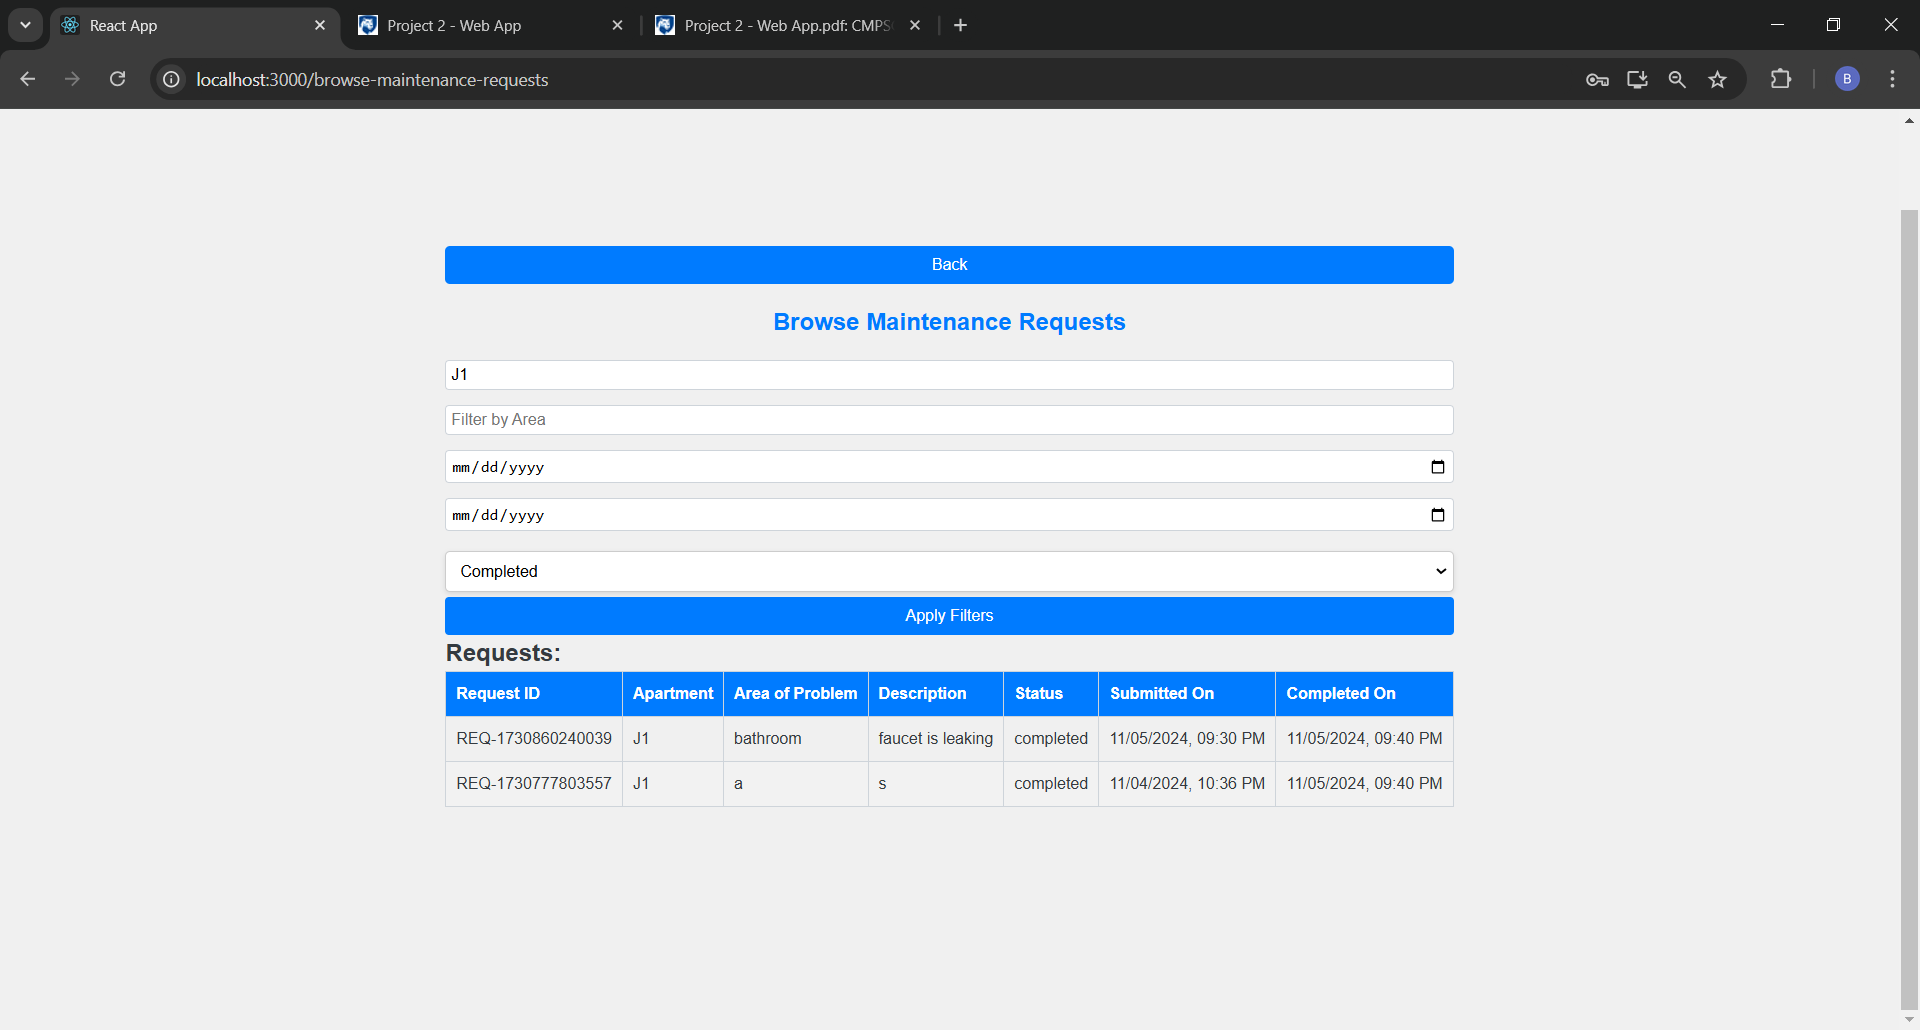 React App
Project 2 - Web App
Project 2 - Web App.pdf: CMPS
localhost:3000/browse-maintenance-requests
B
Back
Browse Maintenance Requests
J1
Filter by Area
mm/dd/yyyy
mm/dd/yyyy
Completed
Apply Filters
Requests:
Request ID Apartment Area of Problem Description Status Submitted On Completed On
REQ-1730860240039 J1 bathroom faucet is leaking completed 11/05/2024, 09:30 PM 11/05/2024, 09:40 PM
REQ-1730777803557 J1 a s completed 11/04/2024, 10:36 PM 11/05/2024, 09:40 PM